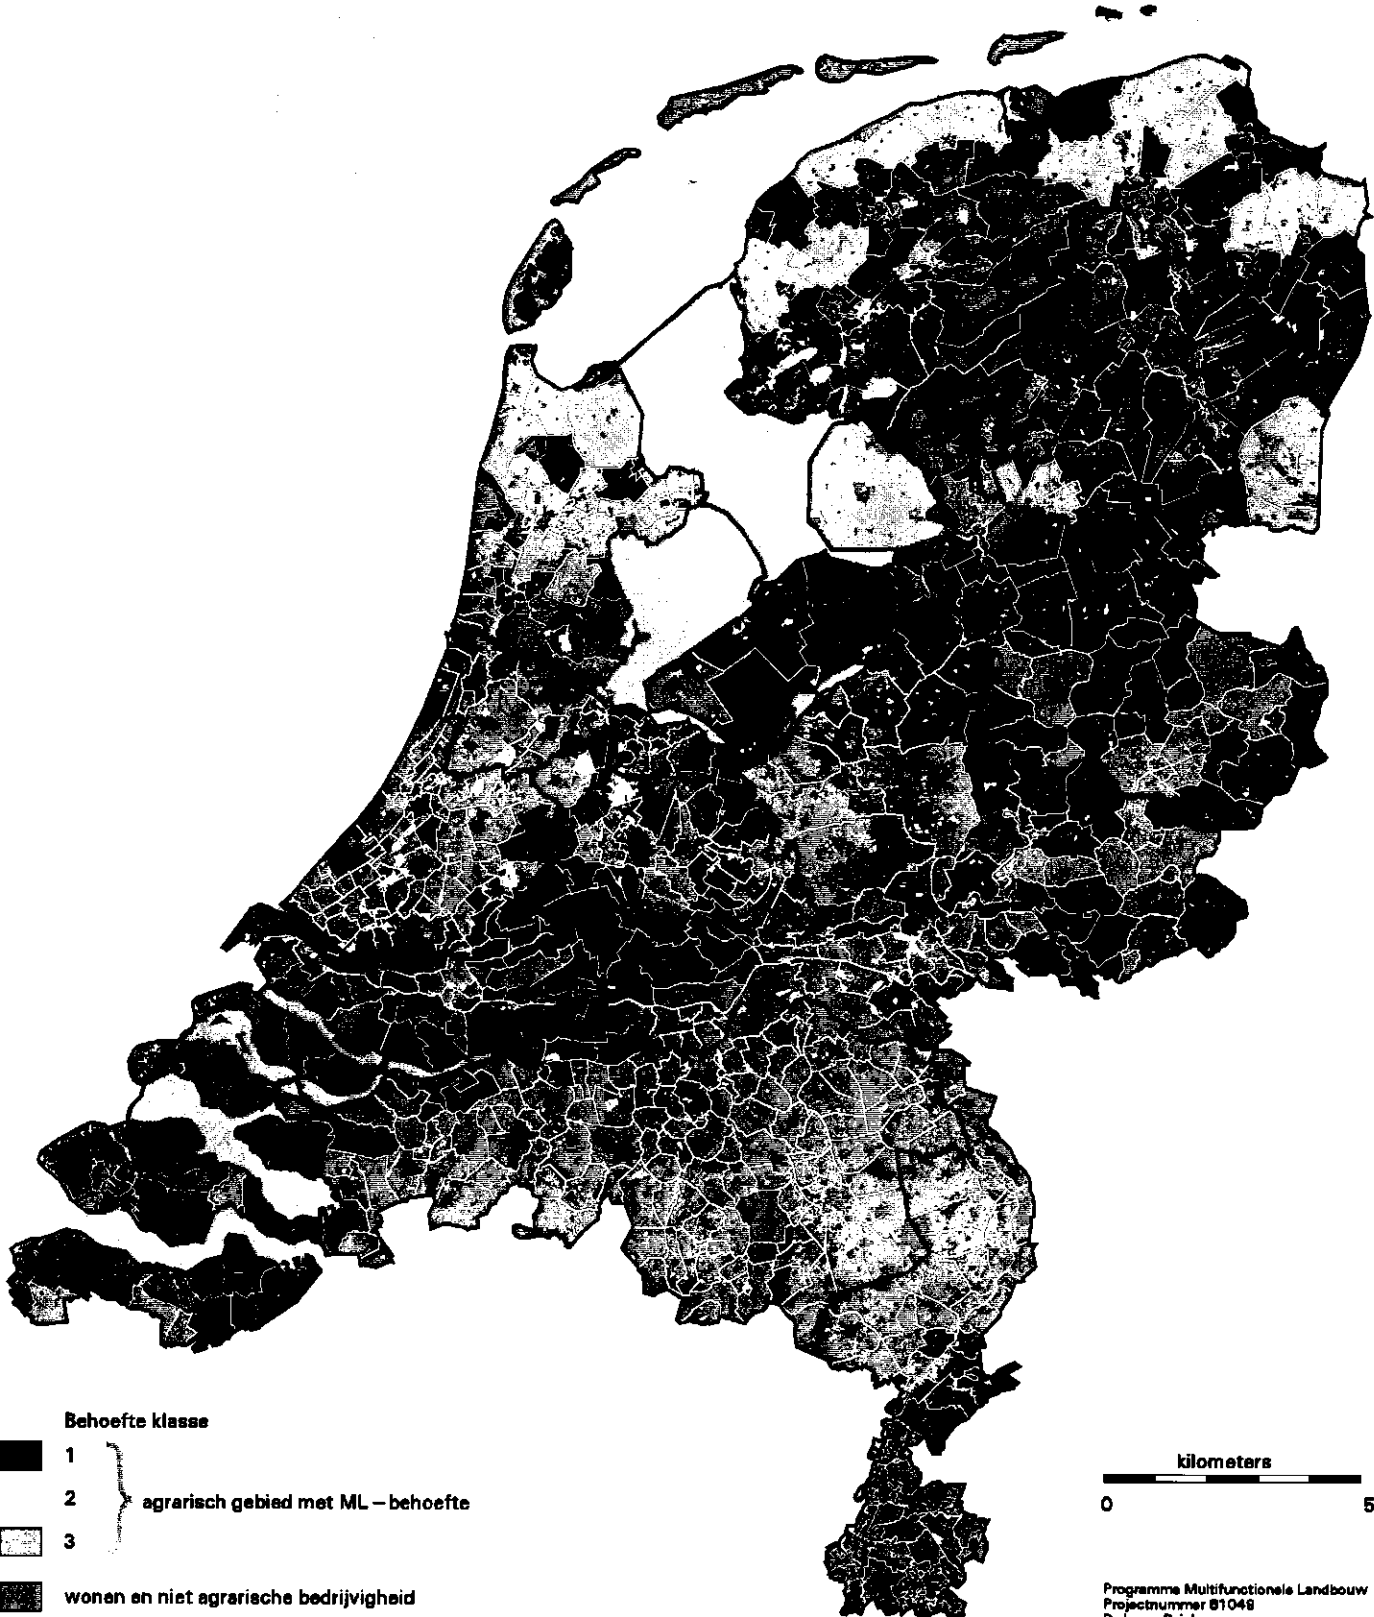 Behoefte klasse
1
2
agrarisch gebied met ML – behoefte
3
wonen en niet agrarische bedrijvigheid
kilometers
0 5
Programma Multifunctionele Landbouw
Projectnummer 81049